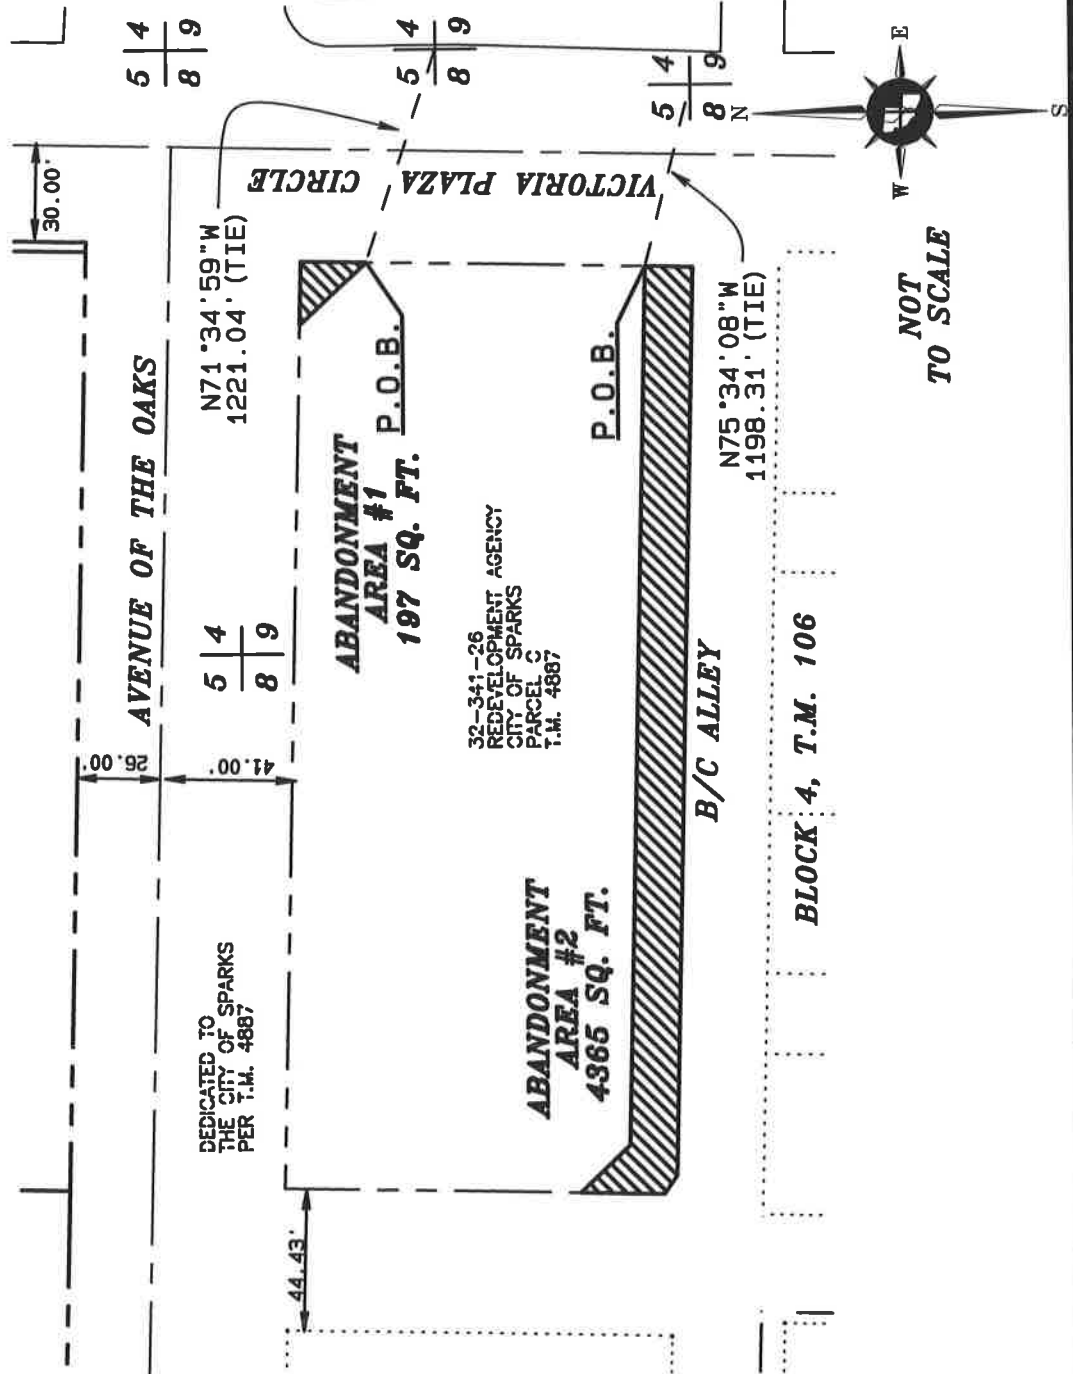 5 4
8 9
5 4
8 9
5 4
8 9
N
E
S
W
30.00'
VICTORIA PLAZA CIRCLE
N71°34'59"W
1221.04' (TIE)
N75°34'08"W
1198.31' (TIE)
NOT
TO SCALE
AVENUE OF THE OAKS
P.O.B.
P.O.B.
ABANDONMENT
AREA #1
197 SQ. FT.
5 4
8 9
32-341-26
REDEVELOPMENT AGENCY
CITY OF SPARKS
PARCEL C
T.M. 4887
26.00'
41.00'
B/C ALLEY
BLOCK 4, T.M. 106
DEDICATED TO
THE CITY OF SPARKS
PER T.M. 4887
ABANDONMENT
AREA #2
4365 SQ. FT.
44.43'